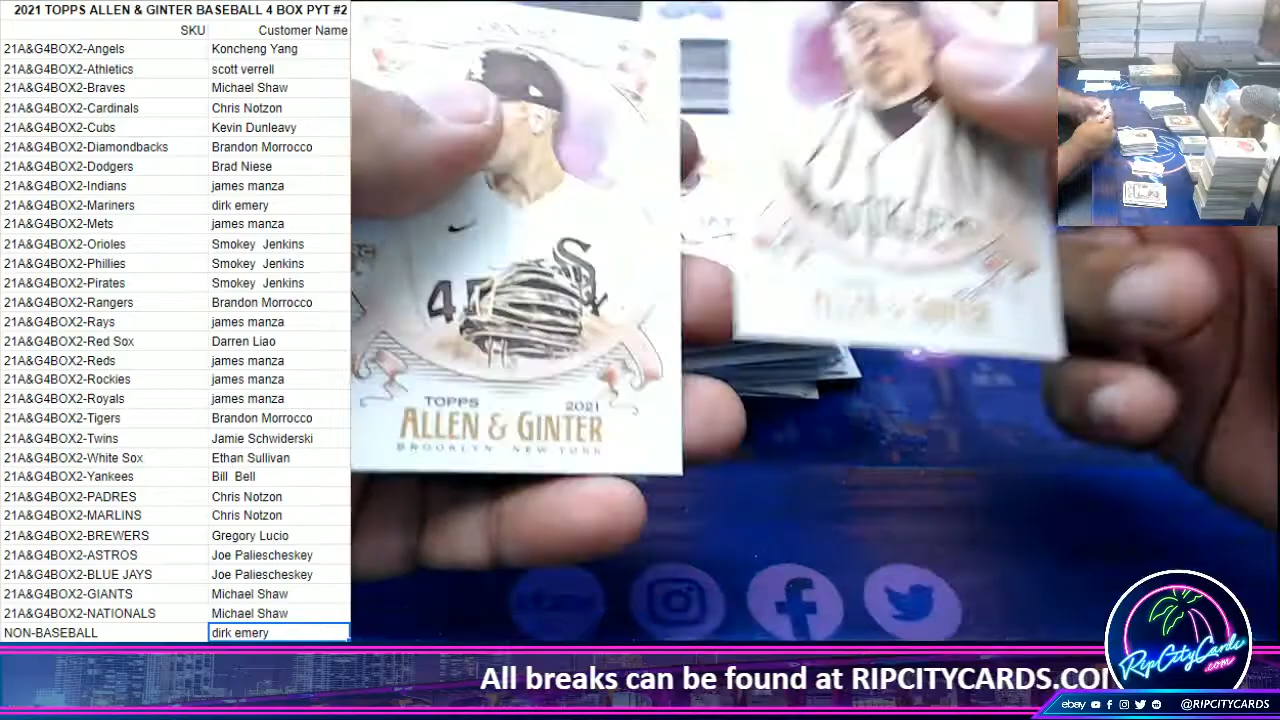 2021 TOPPS ALLEN & GINTER BASEBALL 4 BOX PYT #2
SKU Customer Name
21A&G4BOX2-Angels Koncheng Yang
21A&G4BOX2-Athletics scott verrell
21A&G4BOX2-Braves Michael Shaw
21A&G4BOX2-Cardinals Chris Notzon
21A&G4BOX2-Cubs Kevin Dunleavy
21A&G4BOX2-Diamondbacks Brandon Morrocco
21A&G4BOX2-Dodgers Brad Niese
21A&G4BOX2-Indians james manza
21A&G4BOX2-Mariners dirk emery
21A&G4BOX2-Mets james manza
21A&G4BOX2-Orioles Smokey Jenkins
21A&G4BOX2-Phillies Smokey Jenkins
21A&G4BOX2-Pirates Smokey Jenkins
21A&G4BOX2-Rangers Brandon Morrocco
21A&G4BOX2-Rays james manza
21A&G4BOX2-Red Sox Darren Liao
21A&G4BOX2-Reds james manza
21A&G4BOX2-Rockies james manza
21A&G4BOX2-Royals james manza
21A&G4BOX2-Tigers Brandon Morrocco
21A&G4BOX2-Twins Jamie Schwiderski
21A&G4BOX2-White Sox Ethan Sullivan
21A&G4BOX2-Yankees Bill Bell
21A&G4BOX2-PADRES Chris Notzon
21A&G4BOX2-MARLINS Chris Notzon
21A&G4BOX2-BREWERS Gregory Lucio
21A&G4BOX2-ASTROS Joe Paliescheskey
21A&G4BOX2-BLUE JAYS Joe Paliescheskey
21A&G4BOX2-GIANTS Michael Shaw
21A&G4BOX2-NATIONALS Michael Shaw
NON-BASEBALL dirk emery
Sox
TOPPS 2021
ALLEN & GINTER
BROOKLYN NEW YORK
All breaks can be found at RIPCITYCARDS.CO
RipCityCards
.com
ebay @RIPCITYCARDS